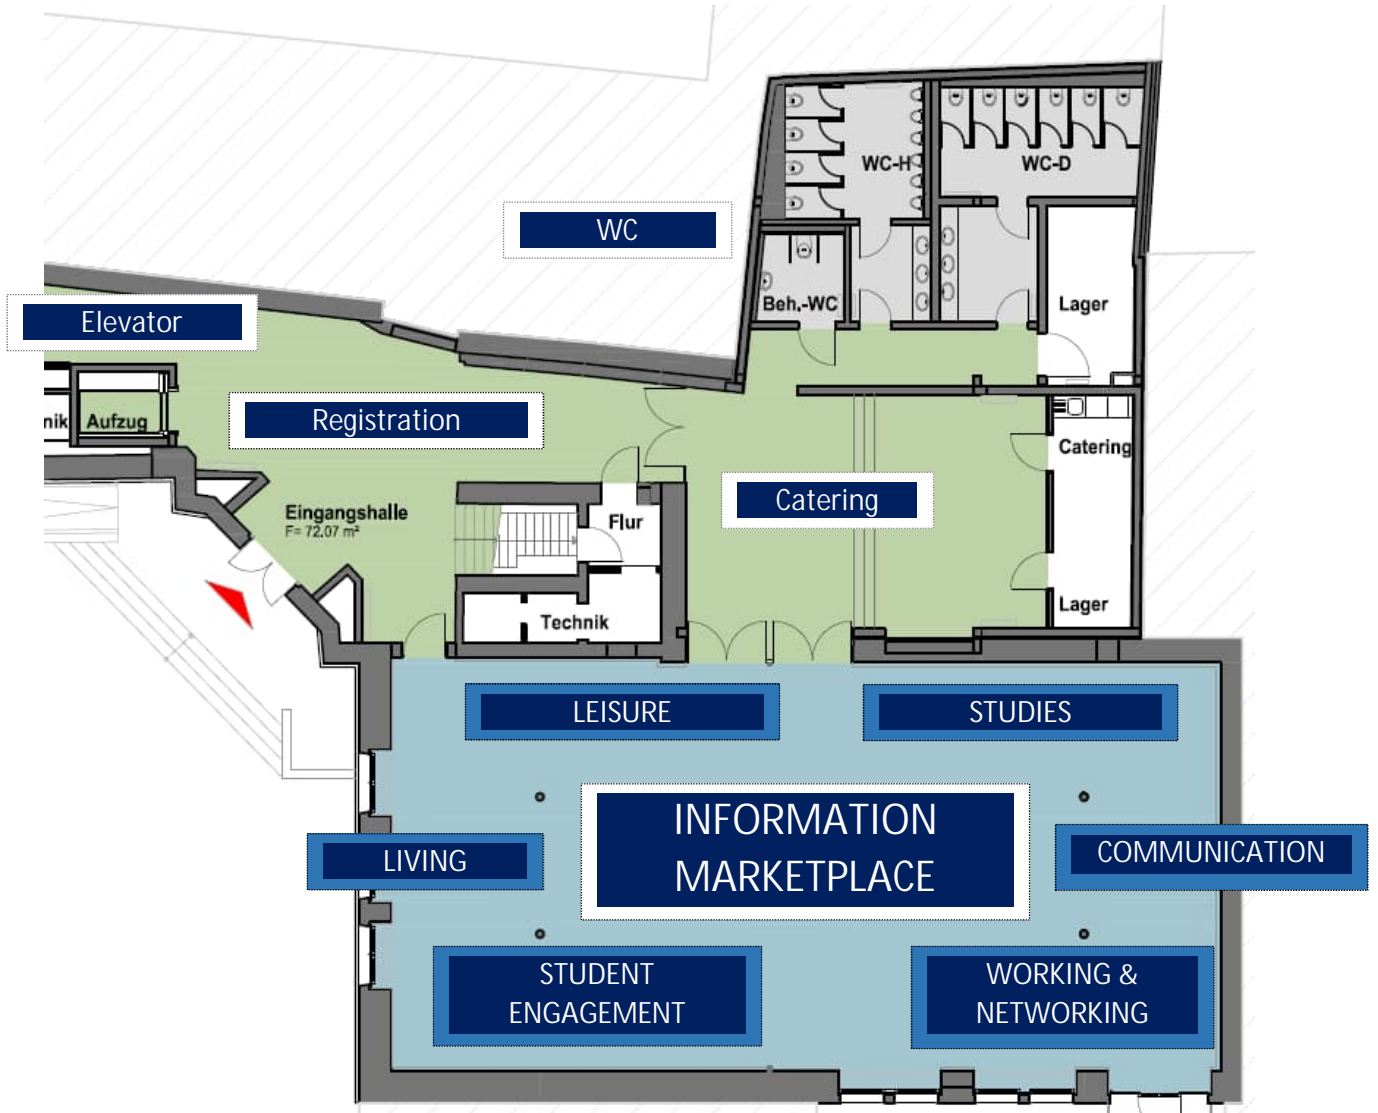 WC-H
WC-D
WC
Beh.-WC
Lager
Elevator
Registration
nik
Aufzug
Catering
Catering
Eingangshalle
F= 72.07 m²
Flur
Lager
Technik
LEISURE
STUDIES
INFORMATION
MARKETPLACE
LIVING
COMMUNICATION
STUDENT
ENGAGEMENT
WORKING &
NETWORKING